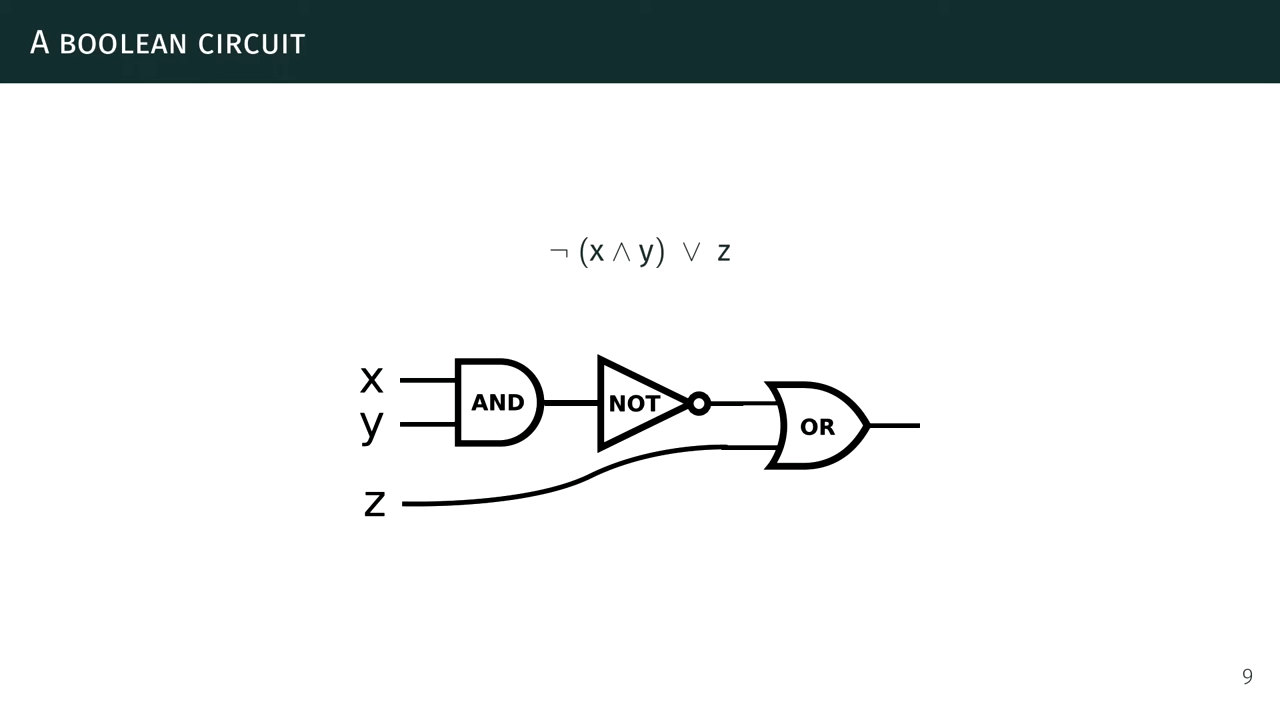 A BOOLEAN CIRCUIT
¬ (x ∧ y) ∨ z
x
y
z
AND
NOT
OR
9